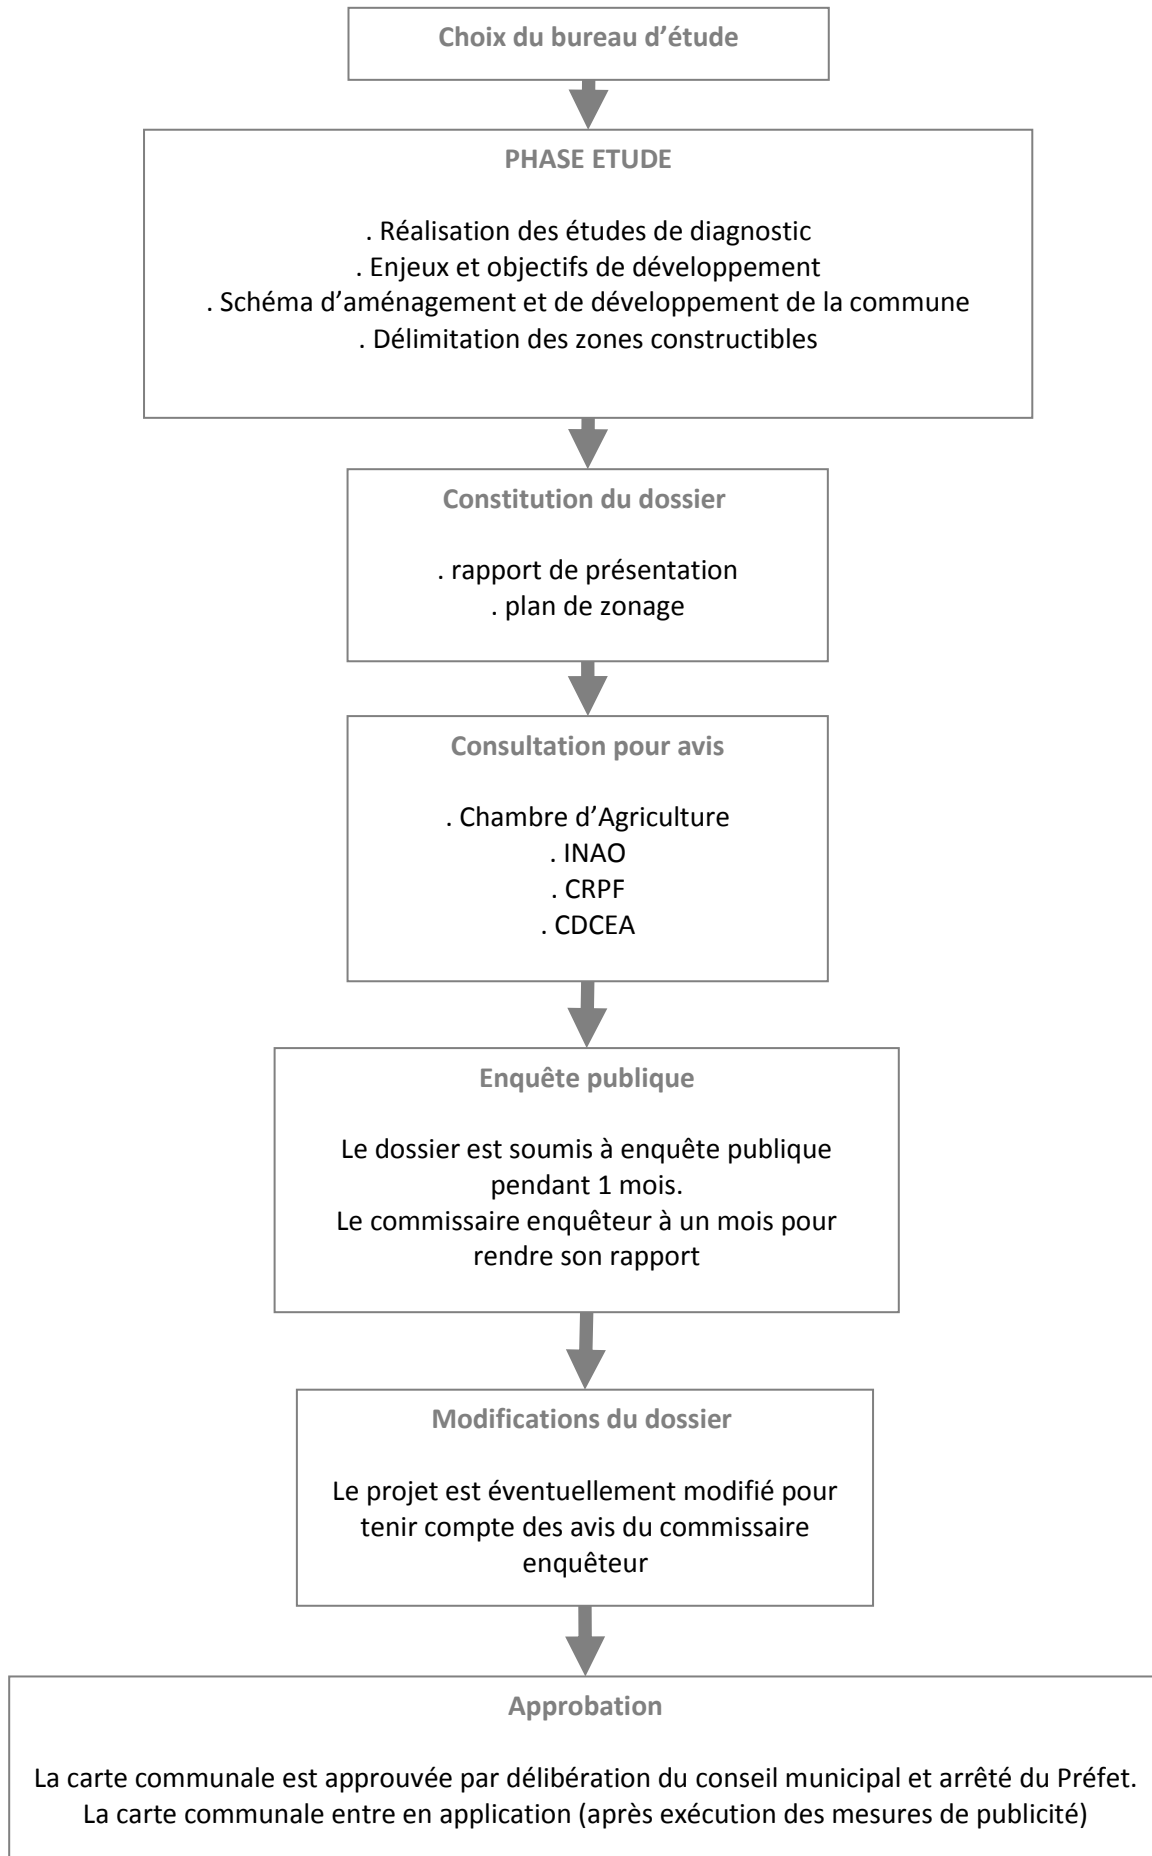 Choix du bureau d’étude
PHASE ETUDE
. Réalisation des études de diagnostic
. Enjeux et objectifs de développement
. Schéma d’aménagement et de développement de la commune
. Délimitation des zones constructibles
Constitution du dossier
. rapport de présentation
. plan de zonage
Consultation pour avis
. Chambre d’Agriculture
. INAO
. CRPF
. CDCEA
Enquête publique
Le dossier est soumis à enquête publique
pendant 1 mois.
Le commissaire enquêteur à un mois pour
rendre son rapport
Modifications du dossier
Le projet est éventuellement modifié pour
tenir compte des avis du commissaire
enquêteur
Approbation
La carte communale est approuvée par délibération du conseil municipal et arrêté du Préfet.
La carte communale entre en application (après exécution des mesures de publicité)